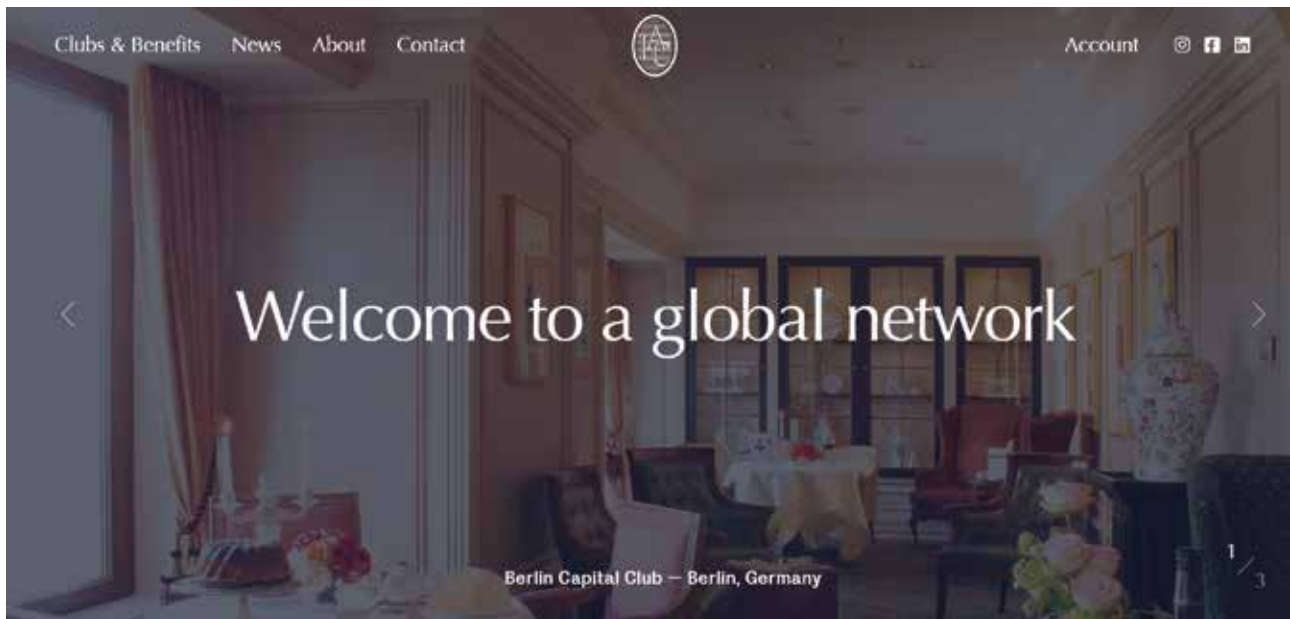 Clubs & Benefits News About Contact
Account
Welcome to a global network
Berlin Capital Club — Berlin, Germany
1
3